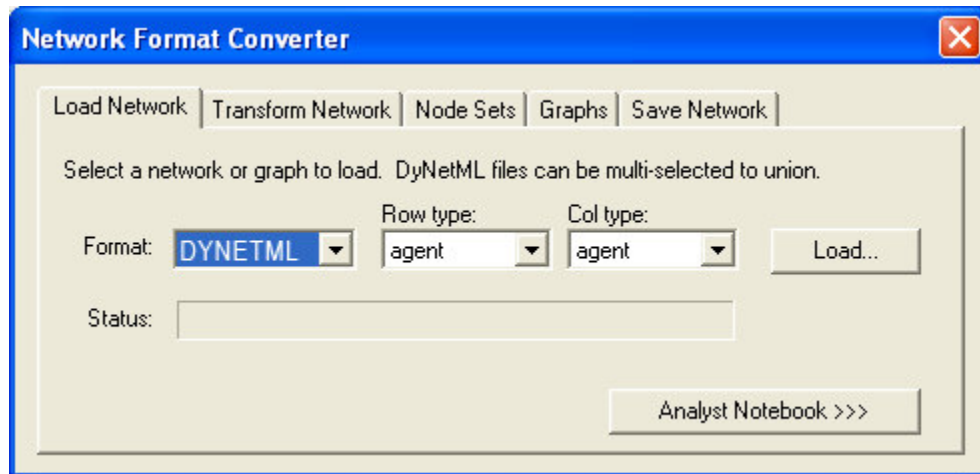 Network Format Converter
Load Network Transform Network Node Sets Graphs Save Network
Select a network or graph to load. DyNetML files can be multi-selected to union.
Row type: Col type:
Format: DYNETML agent agent Load...
Status:
Analyst Notebook >>>